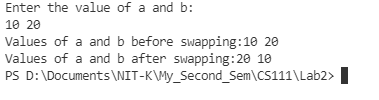 Enter the value of a and b:
10 20
Values of a and b before swapping:10 20
Values of a and b after swapping:20 10
PS D:\Documents\NIT-K\My_Second_Sem\CS111\Lab2>